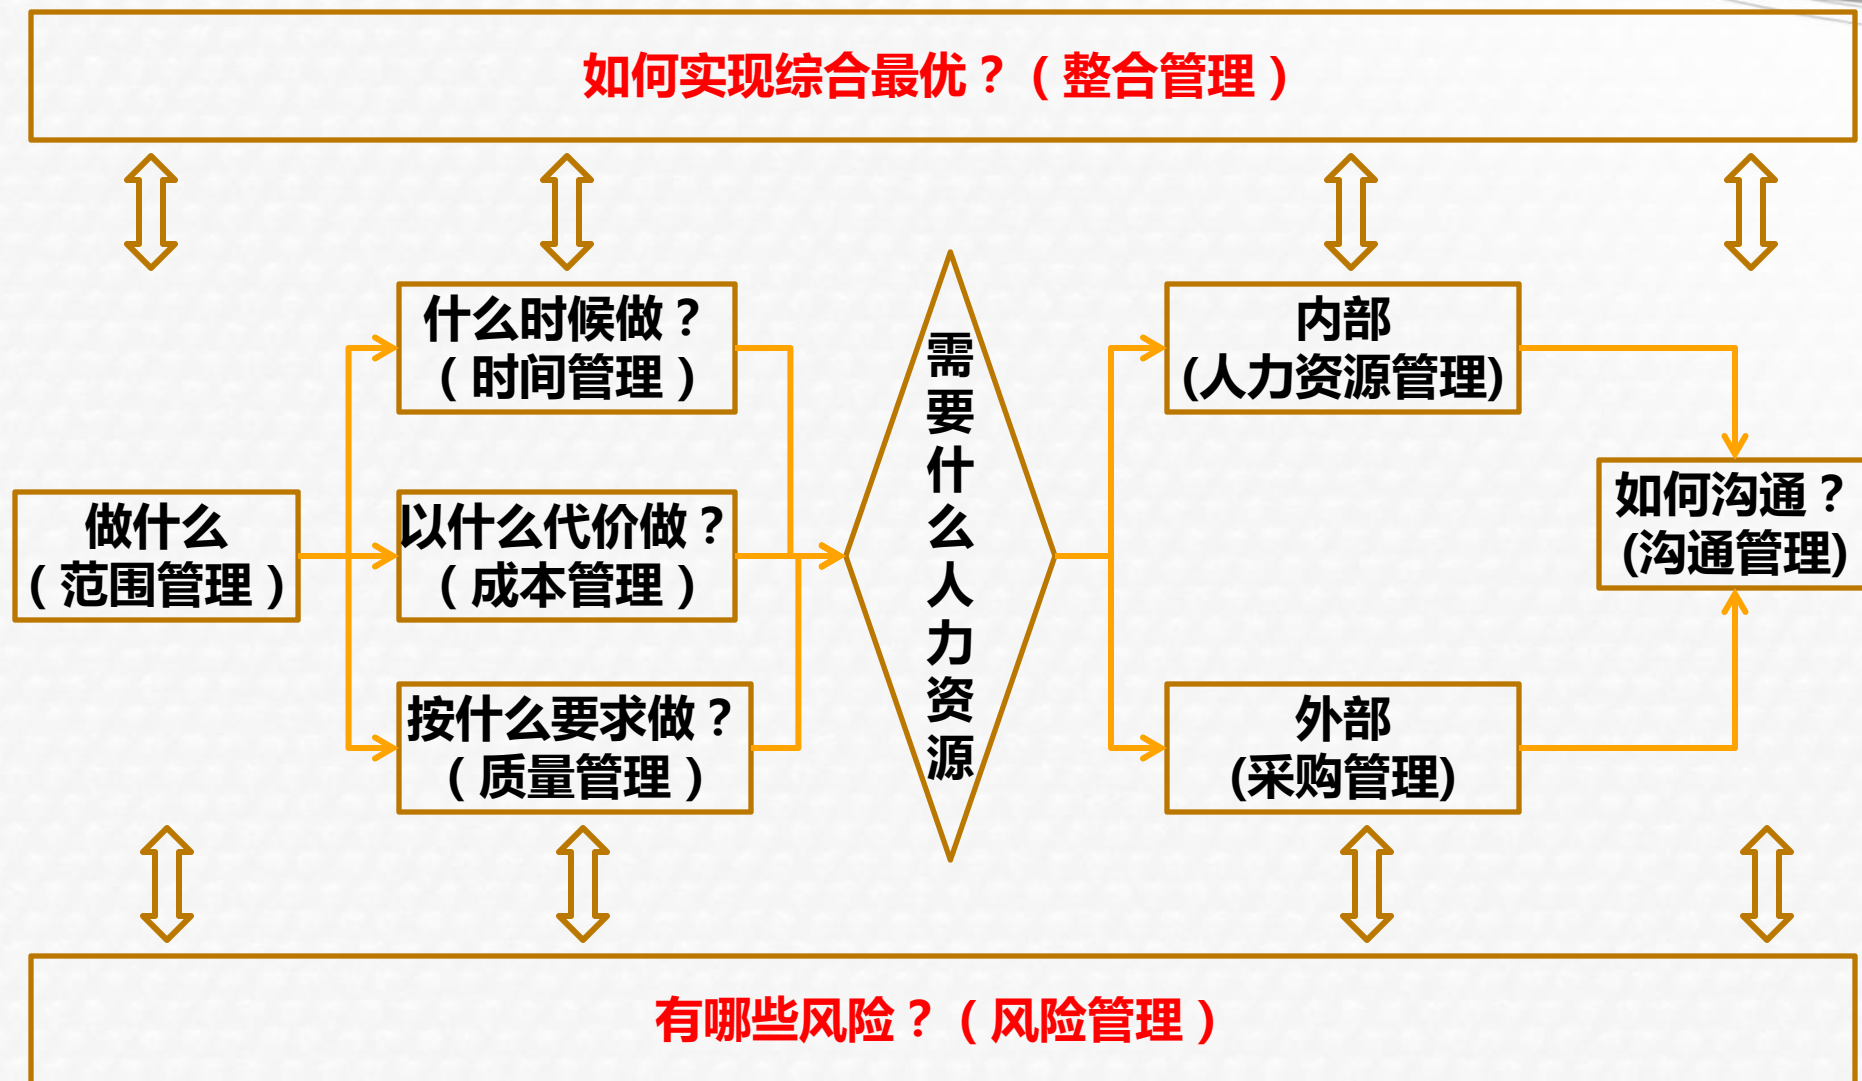 如何实现综合最优？（整合管理）
什么时候做？
（时间管理）
内部
(人力资源管理)
做什么
（范围管理）
以什么代价做？
（成本管理）
需要什么人力资源
如何沟通？
(沟通管理)
按什么要求做？
（质量管理）
外部
(采购管理)
有哪些风险？（风险管理）